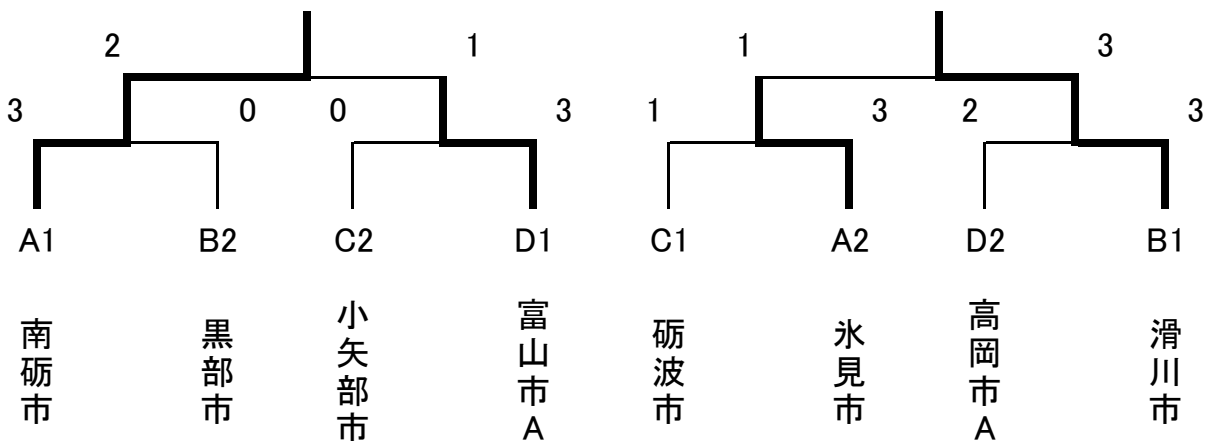 2 1 1 3
3 0 0 3 1 3 2 3
A1 B2 C2 D1 C1 A2 D2 B1
南砺市
黒部市
小矢部市
富山市A
砺波市
氷見市
高岡市A
滑川市